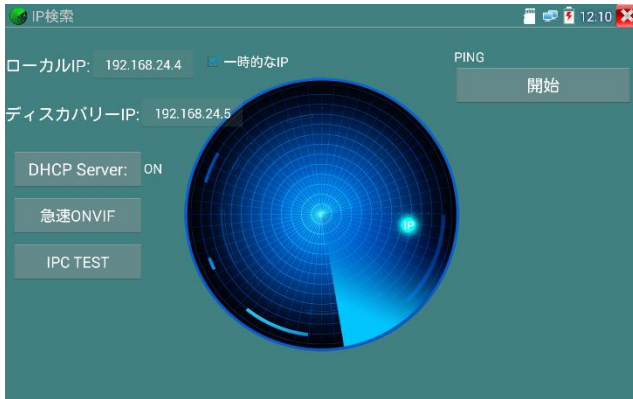 IP検索
12:10
ローカルIP: 192.168.24.4 一時的なIP
PING
開始
ディスカバリーIP: 192.168.24.5
DHCP Server: ON
急速ONVIF
IPC TEST
IP